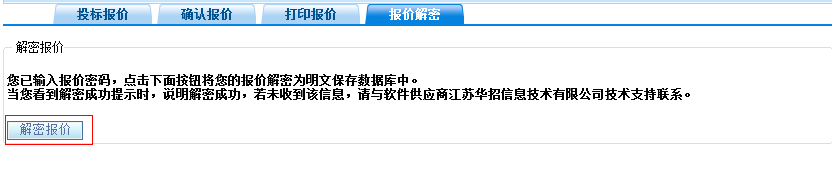 投标报价 确认报价 打印报价 报价解密
解密报价
您已输入报价密码，点击下面按钮将您的报价解密为明文保存数据库中。
当您看到解密成功提示时，说明解密成功，若未收到该信息，请与软件供应商江苏华招信息技术有限公司技术支持联系。
解密报价